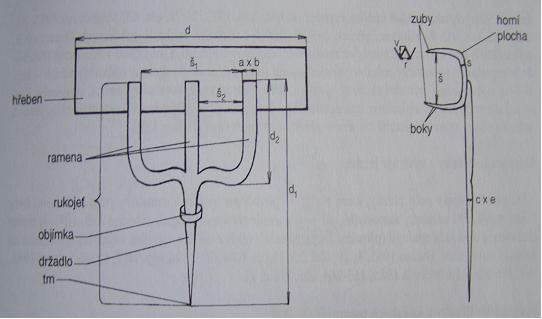 d
š₁
a x b
hřeben
š₂
d₂
ramena
d₁
rukojeť
objímka
držadlo
trn
zuby
horní
plocha
v
r
s
š
boky
c x e